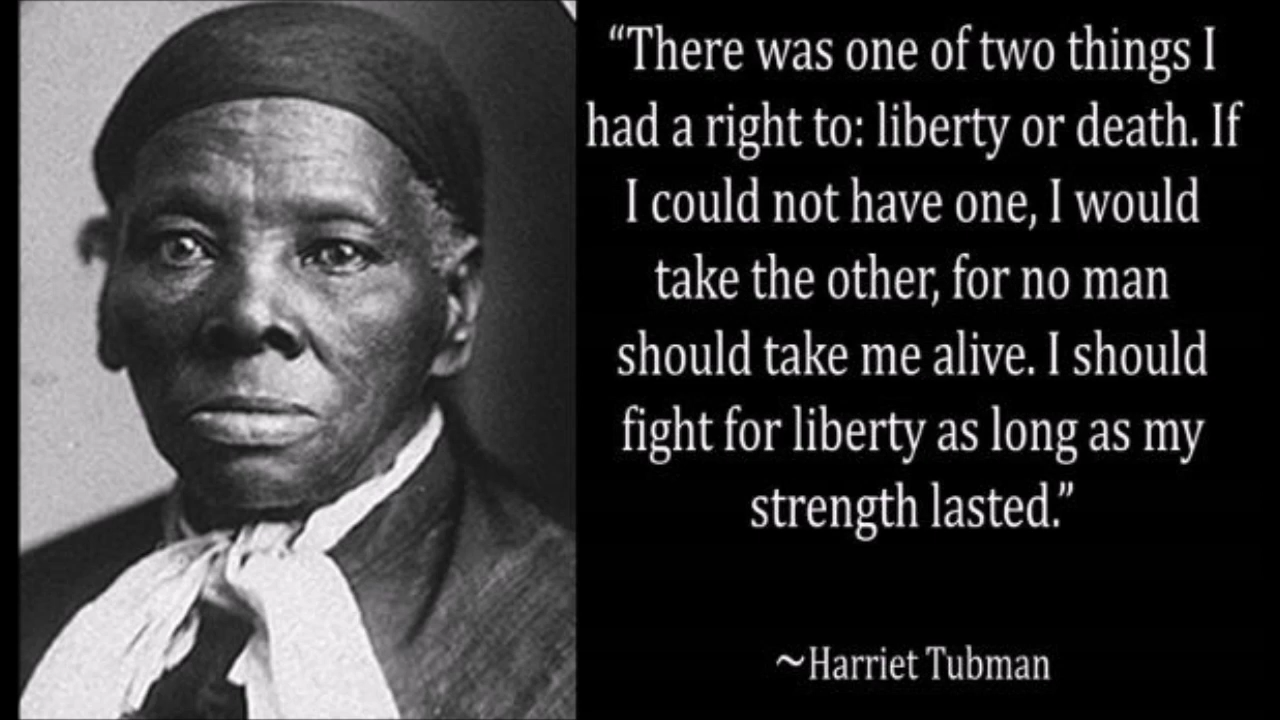 “There was one of two things I
had a right to: liberty or death. If
I could not have one, I would
take the other, for no man
should take me alive. I should
fight for liberty as long as my
strength lasted.”
~Harriet Tubman